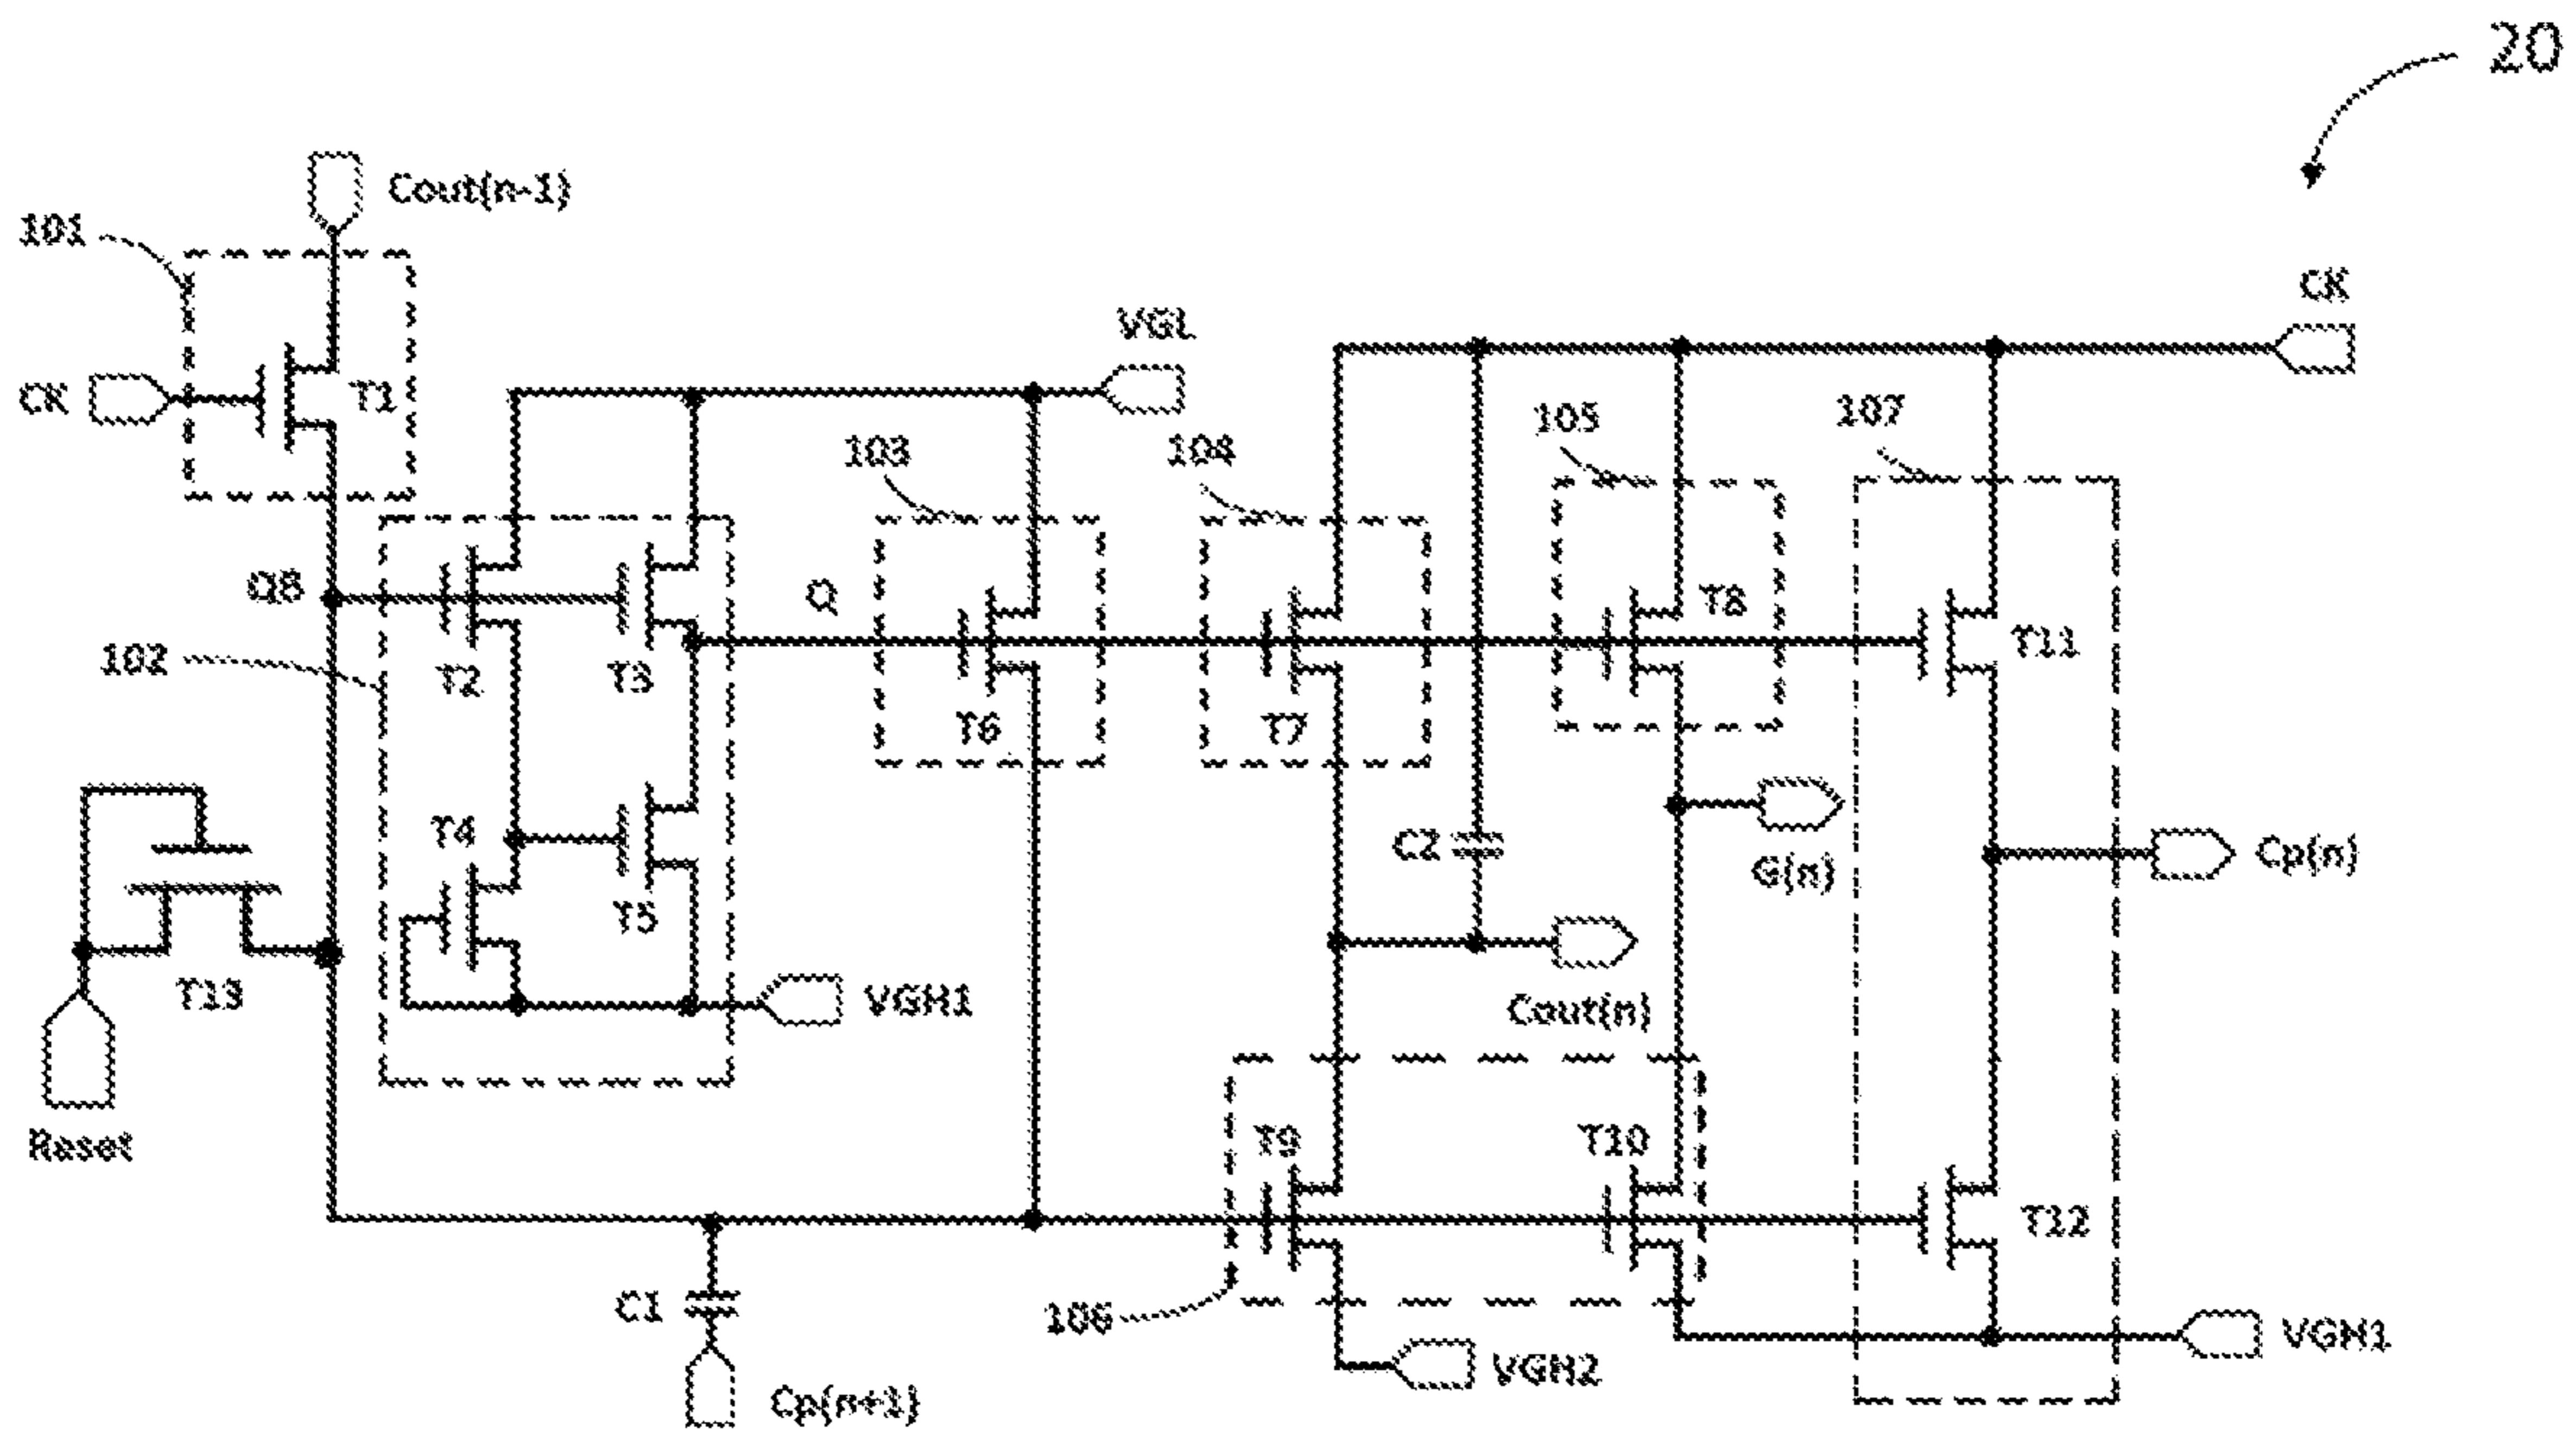 20
Cout(n-1)
101
CK
VGL
CK
T1
105
107
103
104
QB
Q
T8
T11
102
T2
T3
T6
T7
T4
C2
G(n)
Cp(n)
T5
T13
VGH1
Cout(n)
Reset
T9
T10
T12
C1
106
VGH2
VGH1
Cp(n+1)